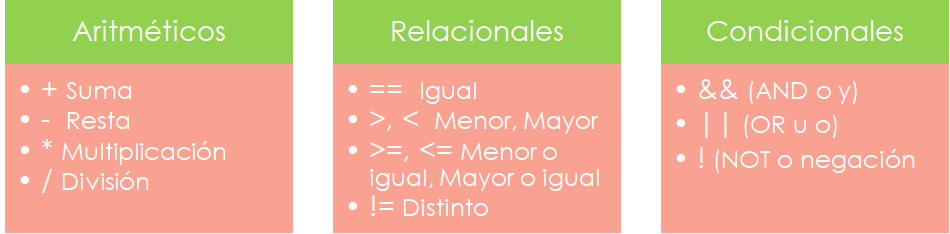 Aritméticos
• + Suma
• - Resta
• * Multiplicación
• / División
Relacionales
• == Igual
• >, < Menor, Mayor
• >=, <= Menor o
igual, Mayor o igual
• != Distinto
Condicionales
• && (AND o y)
• || (OR u o)
• ! (NOT o negación